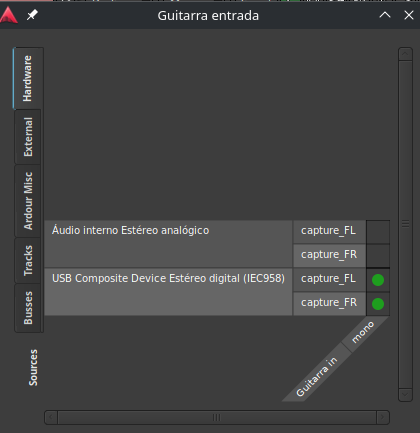 Guitarra entrada
Hardware
External
Ardour Misc
Tracks
Busses
Sources
Áudio interno Estéreo analógico
capture_FL
capture_FR
USB Composite Device Estéreo digital (IEC958)
capture_FL
capture_FR
Guitarra in
mono